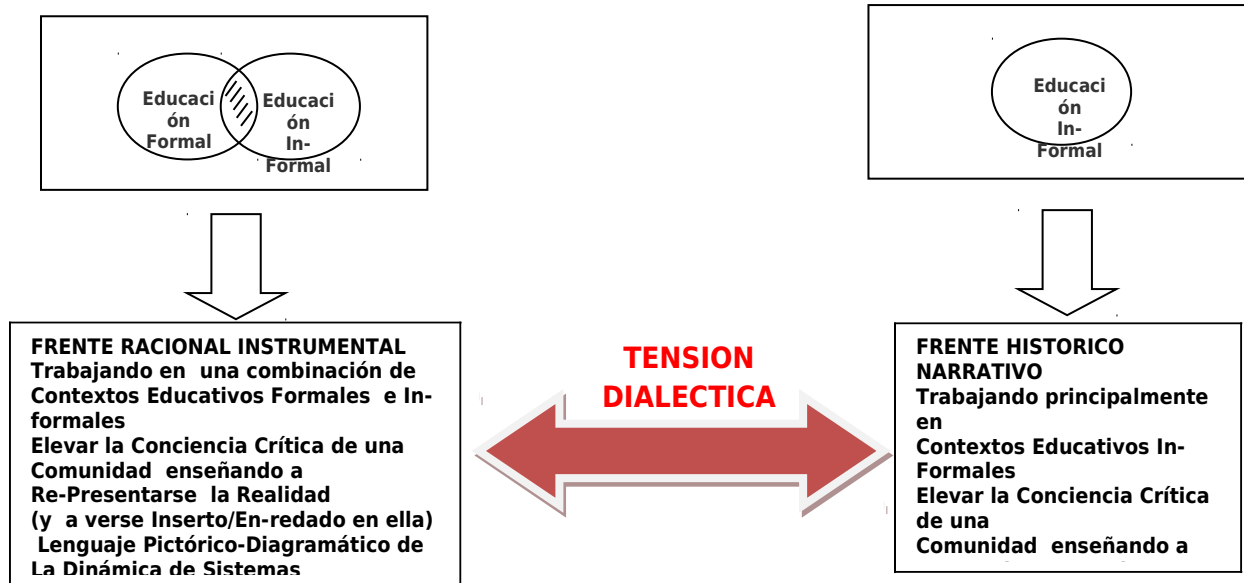 Educaci
ón
Formal
Educaci
ón
In-
Formal
Educaci
ón
In-
Formal
FRENTE RACIONAL INSTRUMENTAL
Trabajando en una combinación de
Contextos Educativos Formales e In-
formales
Elevar la Conciencia Crítica de una
Comunidad enseñando a
Re-Presentarse la Realidad
(y a verse Inserto/En-redado en ella)
Lenguaje Pictórico-Diagramático de
La Dinámica de Sistemas
TENSION
DIALECTICA
FRENTE HISTORICO
NARRATIVO
Trabajando principalmente
en
Contextos Educativos In-
Formales
Elevar la Conciencia Crítica
de una
Comunidad enseñando a